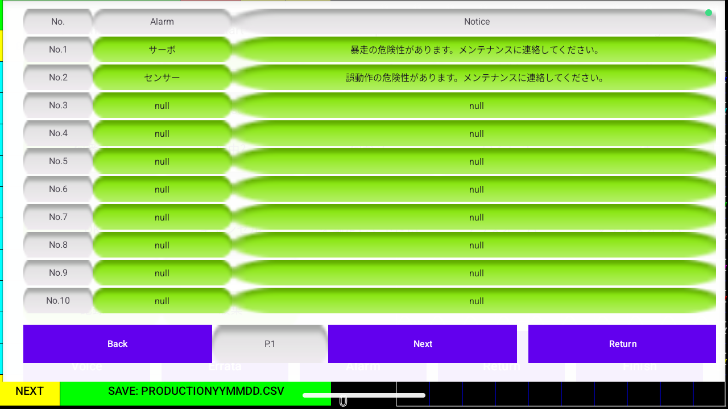 No. Alarm Notice
No.1 サーボ 暴走の危険性があります。メンテナンスに連絡してください。
No.2 センサー 誤動作の危険性があります。メンテナンスに連絡してください。
No.3 null null
No.4 null null
No.5 null null
No.6 null null
No.7 null null
No.8 null null
No.9 null null
No.10 null null
Back P.1 Next Return
Voice Alarm Return
NEXT SAVE: PRODUCTIONYYMMDD.CSV